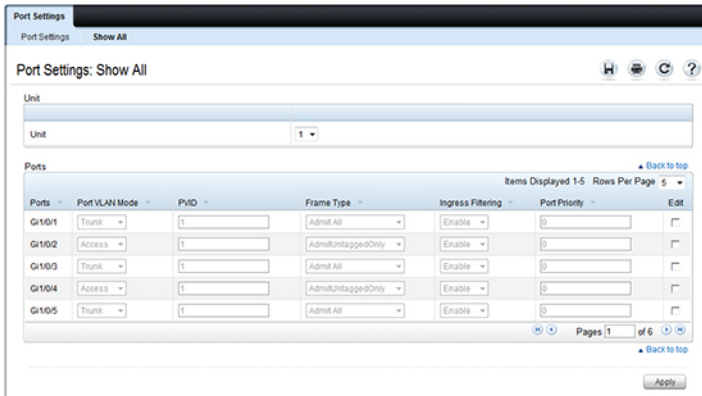 Port Settings
Port Settings Show All
Port Settings: Show All
?
Unit
Unit 1
Ports Back to top
Items Displayed 1-5 Rows Per Page 5
Ports Port VLAN Mode PVID Frame Type Ingress Filtering Port Priority Edit
Gi1/0/1 Trunk 1 Admit All Enable 0
Gi1/0/2 Access 1 AdmitUntaggedOnly Enable 0
Gi1/0/3 Trunk 1 Admit All Enable 0
Gi1/0/4 Access 1 AdmitUntaggedOnly Enable 0
Gi1/0/5 Trunk 1 Admit All Enable 0
Pages 1 of 6
Back to top
Apply